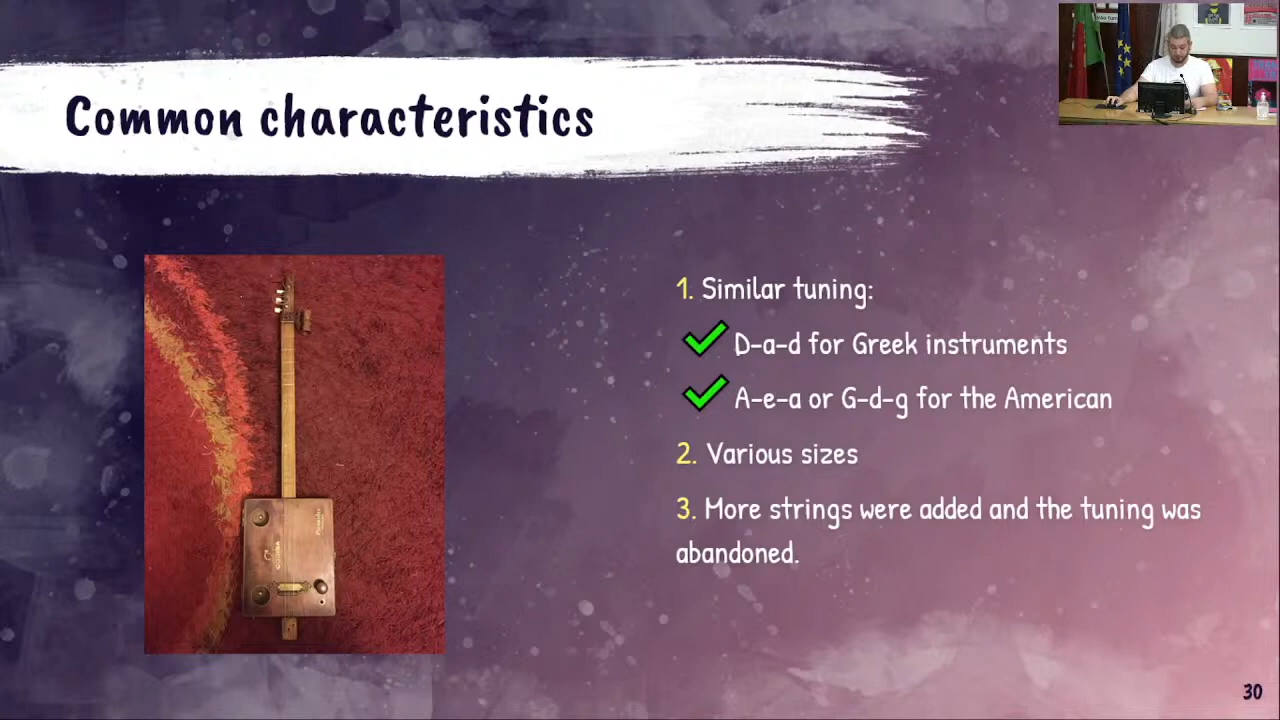 Common characteristics
1. Similar tuning:
D-a-d for Greek instruments
A-e-a or G-d-g for the American
2. Various sizes
3. More strings were added and the tuning was
abandoned.
30